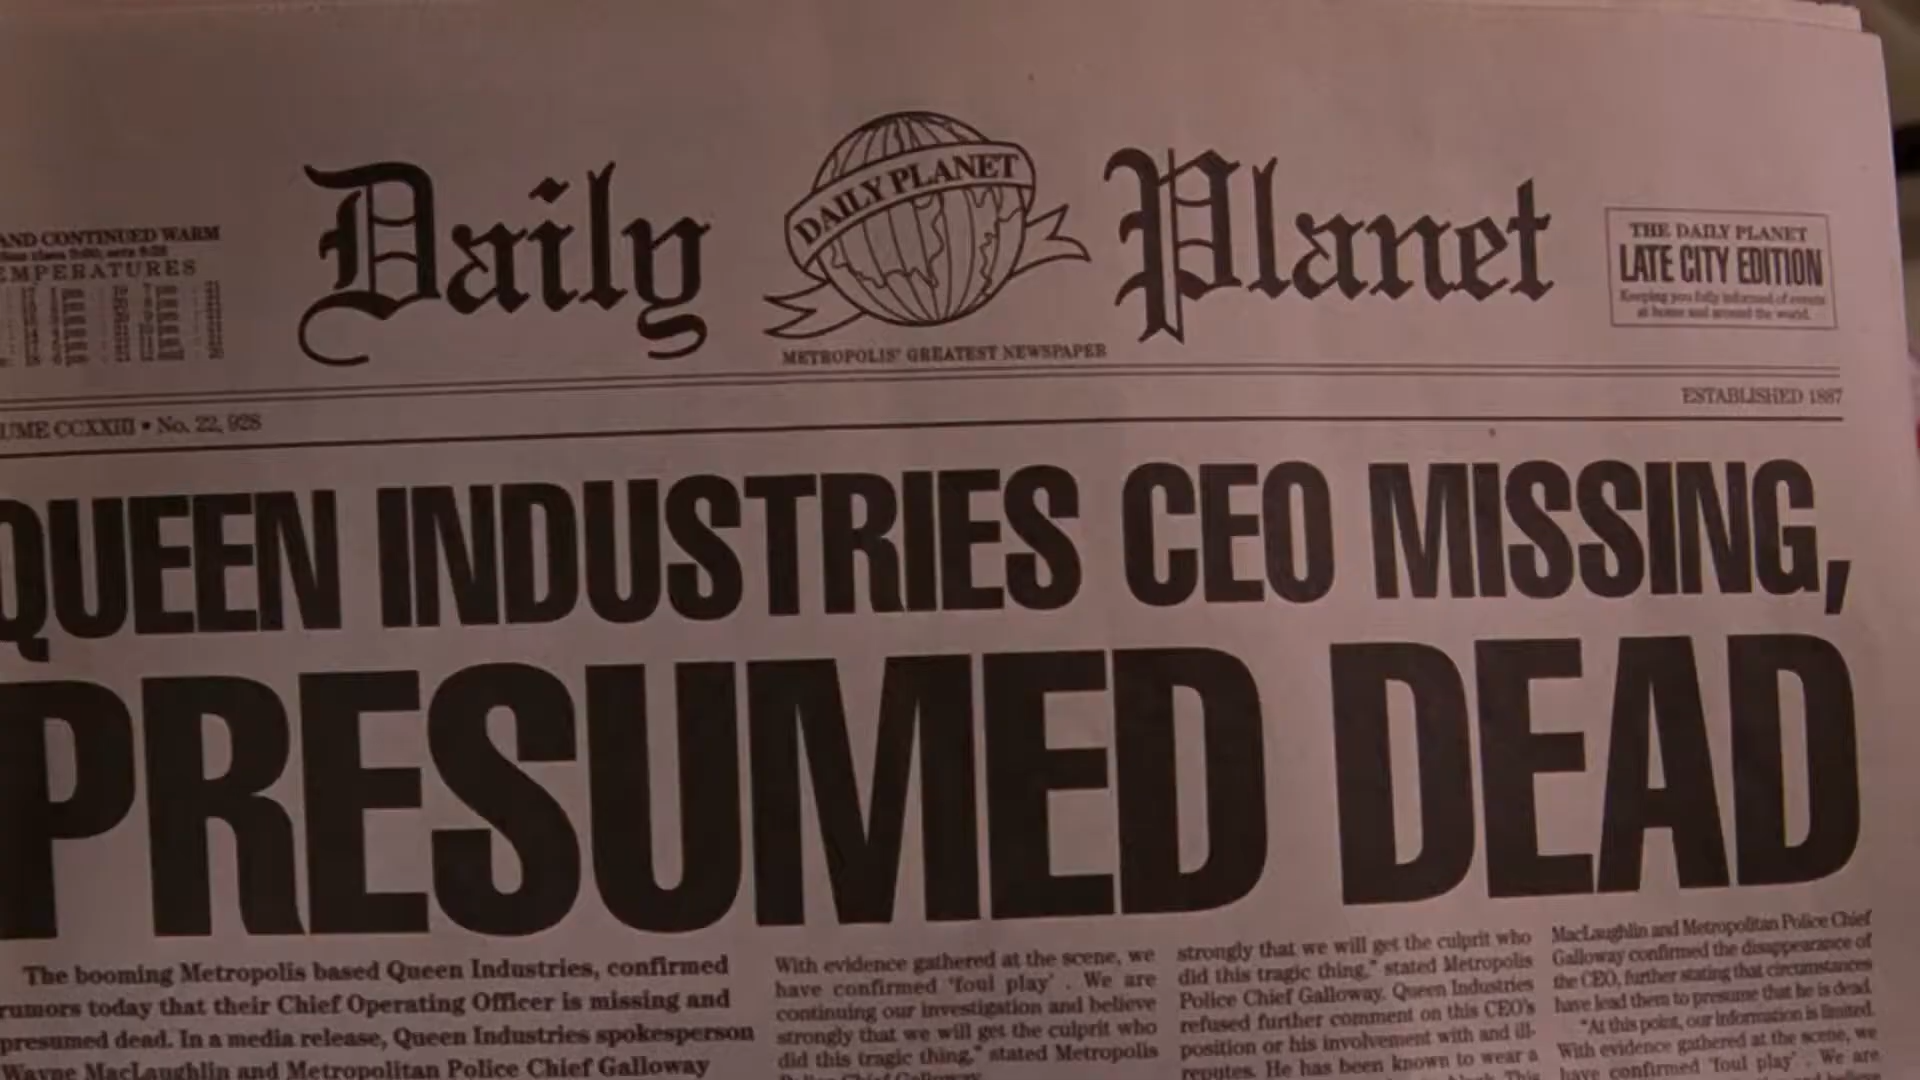 AND CONTINUED WARM
TEMPERATURES
Daily Planet
DAILY PLANET
METROPOLIS' GREATEST NEWSPAPER
THE DAILY PLANET
LATE CITY EDITION
Keeping you fully informed of events
at home and around the world.
UME CCXXIII • No. 22, 928
ESTABLISHED 1887
QUEEN INDUSTRIES CEO MISSING,
PRESUMED DEAD
The booming Metropolis based Queen Industries, confirmed
rumors today that their Chief Operating Officer is missing and
presumed dead. In a media release, Queen Industries spokesperson
Wayne MacLaughlin and Metropolitan Police Chief Galloway
With evidence gathered at the scene, we
have confirmed 'foul play' . We are
continuing our investigation and believe
strongly that we will get the culprit who
did this tragic thing," stated Metropolis
Police Chief Galloway.
strongly that we will get the culprit who
did this tragic thing," stated Metropolis
Police Chief Galloway. Queen Industries
refused further comment on this CEO's
position or his involvement with and ill-
reputes. He has been known to wear a
MacLaughlin and Metropolitan Police Chief
Galloway confirmed the disappearance of
the CEO, further stating that circumstances
have lead them to presume that he is dead.
"At this point, our information is limited.
With evidence gathered at the scene, we
have confirmed 'foul play' . We are